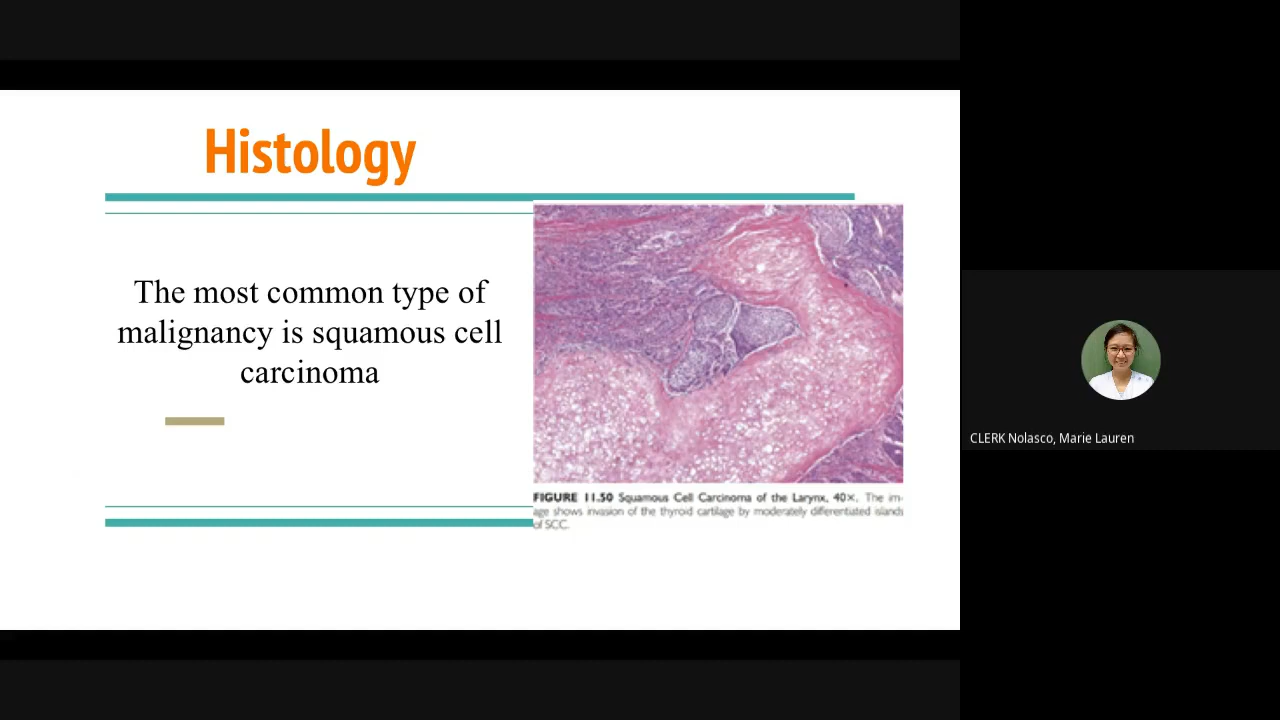 Histology
The most common type of
malignancy is squamous cell
carcinoma
FIGURE 11.50 Squamous Cell Carcinoma of the Larynx, 40×. The im-
age shows invasion of the thyroid cartilage by moderately differentiated islands
of SCC.
CLERK Nolasco, Marie Lauren